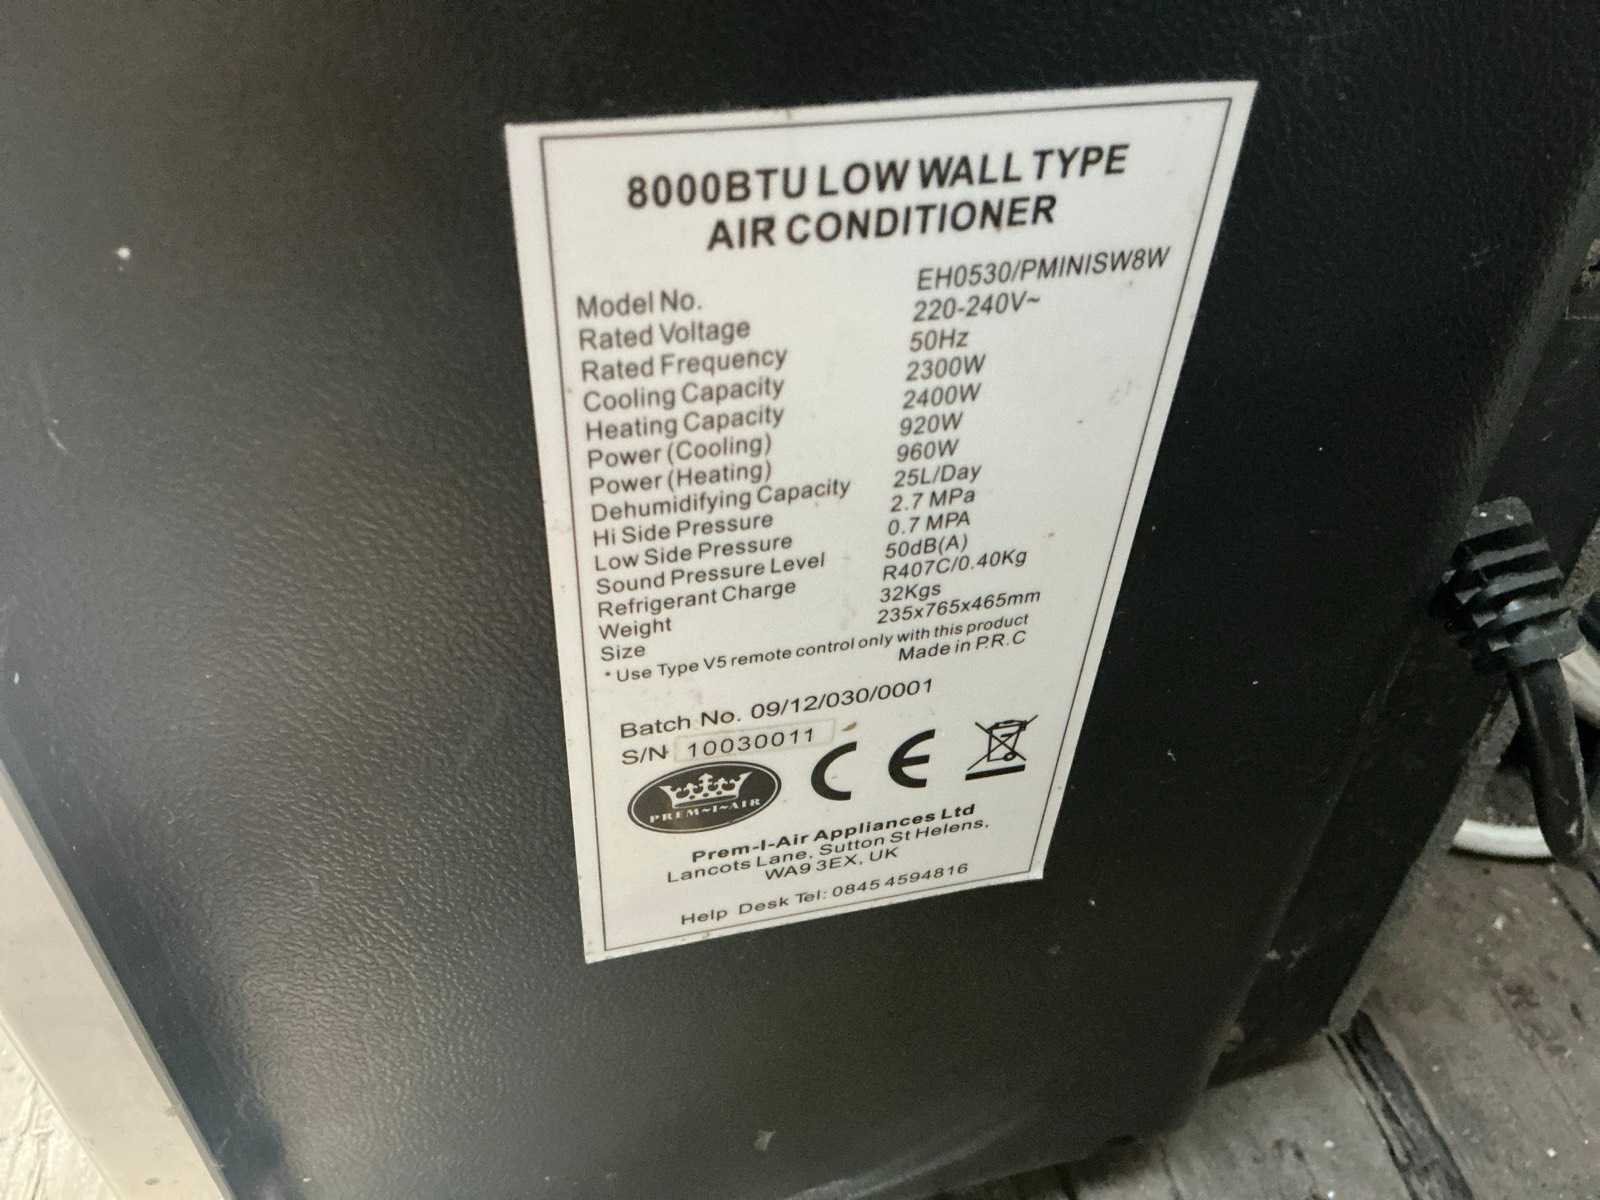 8000BTU LOW WALL TYPE
AIR CONDITIONER
Model No. EH0530/PMINISW8W
Rated Voltage 220-240V~
Rated Frequency 50Hz
Cooling Capacity 2300W
Heating Capacity 2400W
Power (Cooling) 920W
Power (Heating) 960W
Dehumidifying Capacity 25L/Day
Hi Side Pressure 2.7 MPa
Low Side Pressure 0.7 MPA
Sound Pressure Level 50dB(A)
Refrigerant Charge R407C/0.40Kg
Weight 32Kgs
Size 235x765x465mm
* Use Type V5 remote control only with this product
Made in P.R.C
Batch No. 09/12/030/0001
S/N 10030011
PREM~I~AIR
CE
Prem-I-Air Appliances Ltd
Lancots Lane, Sutton St Helens,
WA9 3EX, UK
Help Desk Tel: 0845 4594816